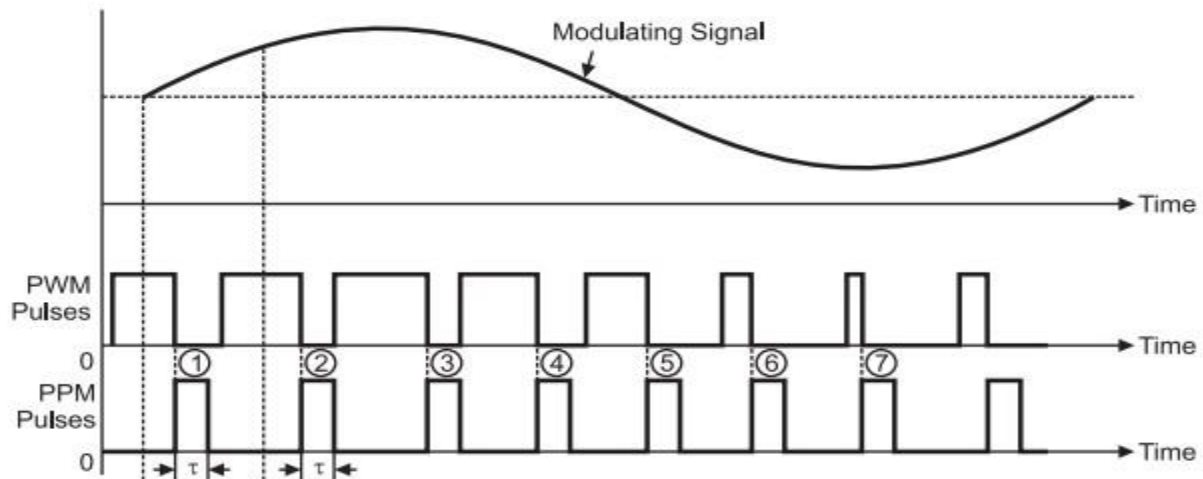 Modulating Signal
Time
PWM
Pulses
0
Time
1 2 3 4 5 6 7
PPM
Pulses
0
Time
τ τ